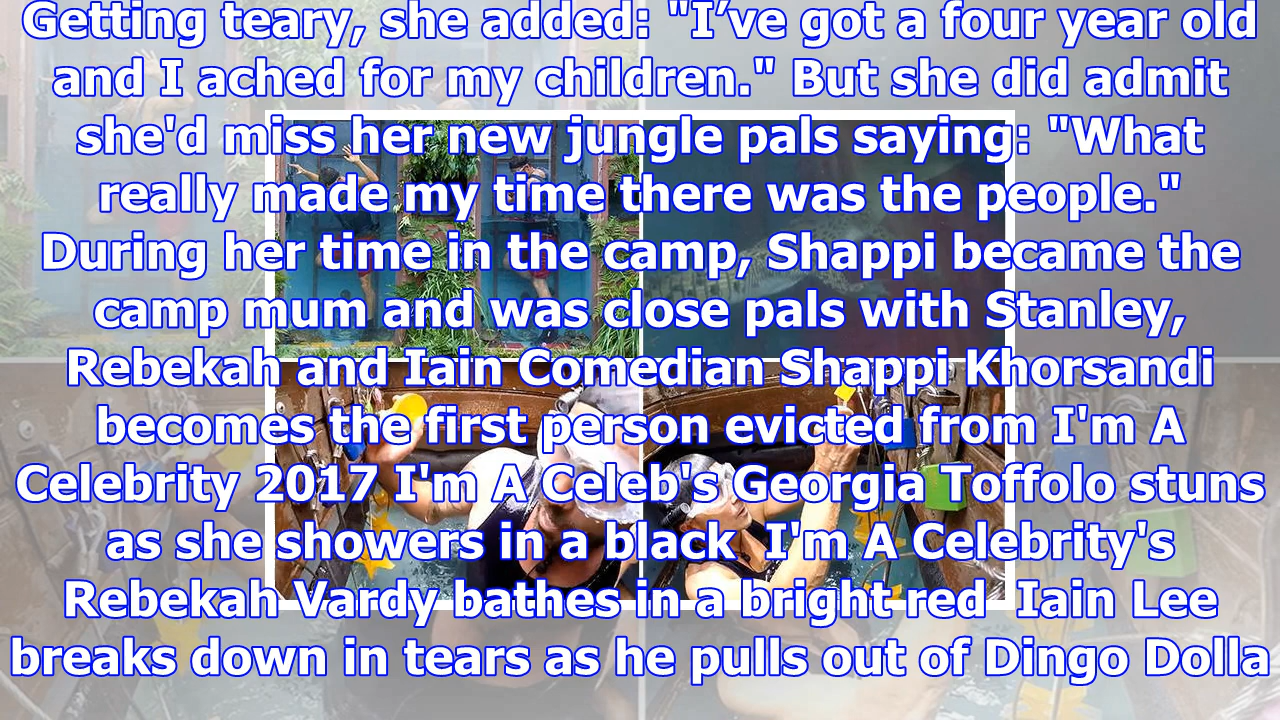 Getting teary, she added: "I’ve got a four year old
and I ached for my children." But she did admit
she'd miss her new jungle pals saying: "What
really made my time there was the people."
During her time in the camp, Shappi became the
camp mum and was close pals with Stanley,
Rebekah and Iain Comedian Shappi Khorsandi
becomes the first person evicted from I'm A
Celebrity 2017 I'm A Celeb's Georgia Toffolo stuns
as she showers in a black  I'm A Celebrity's
Rebekah Vardy bathes in a bright red  Iain Lee
breaks down in tears as he pulls out of Dingo Dolla